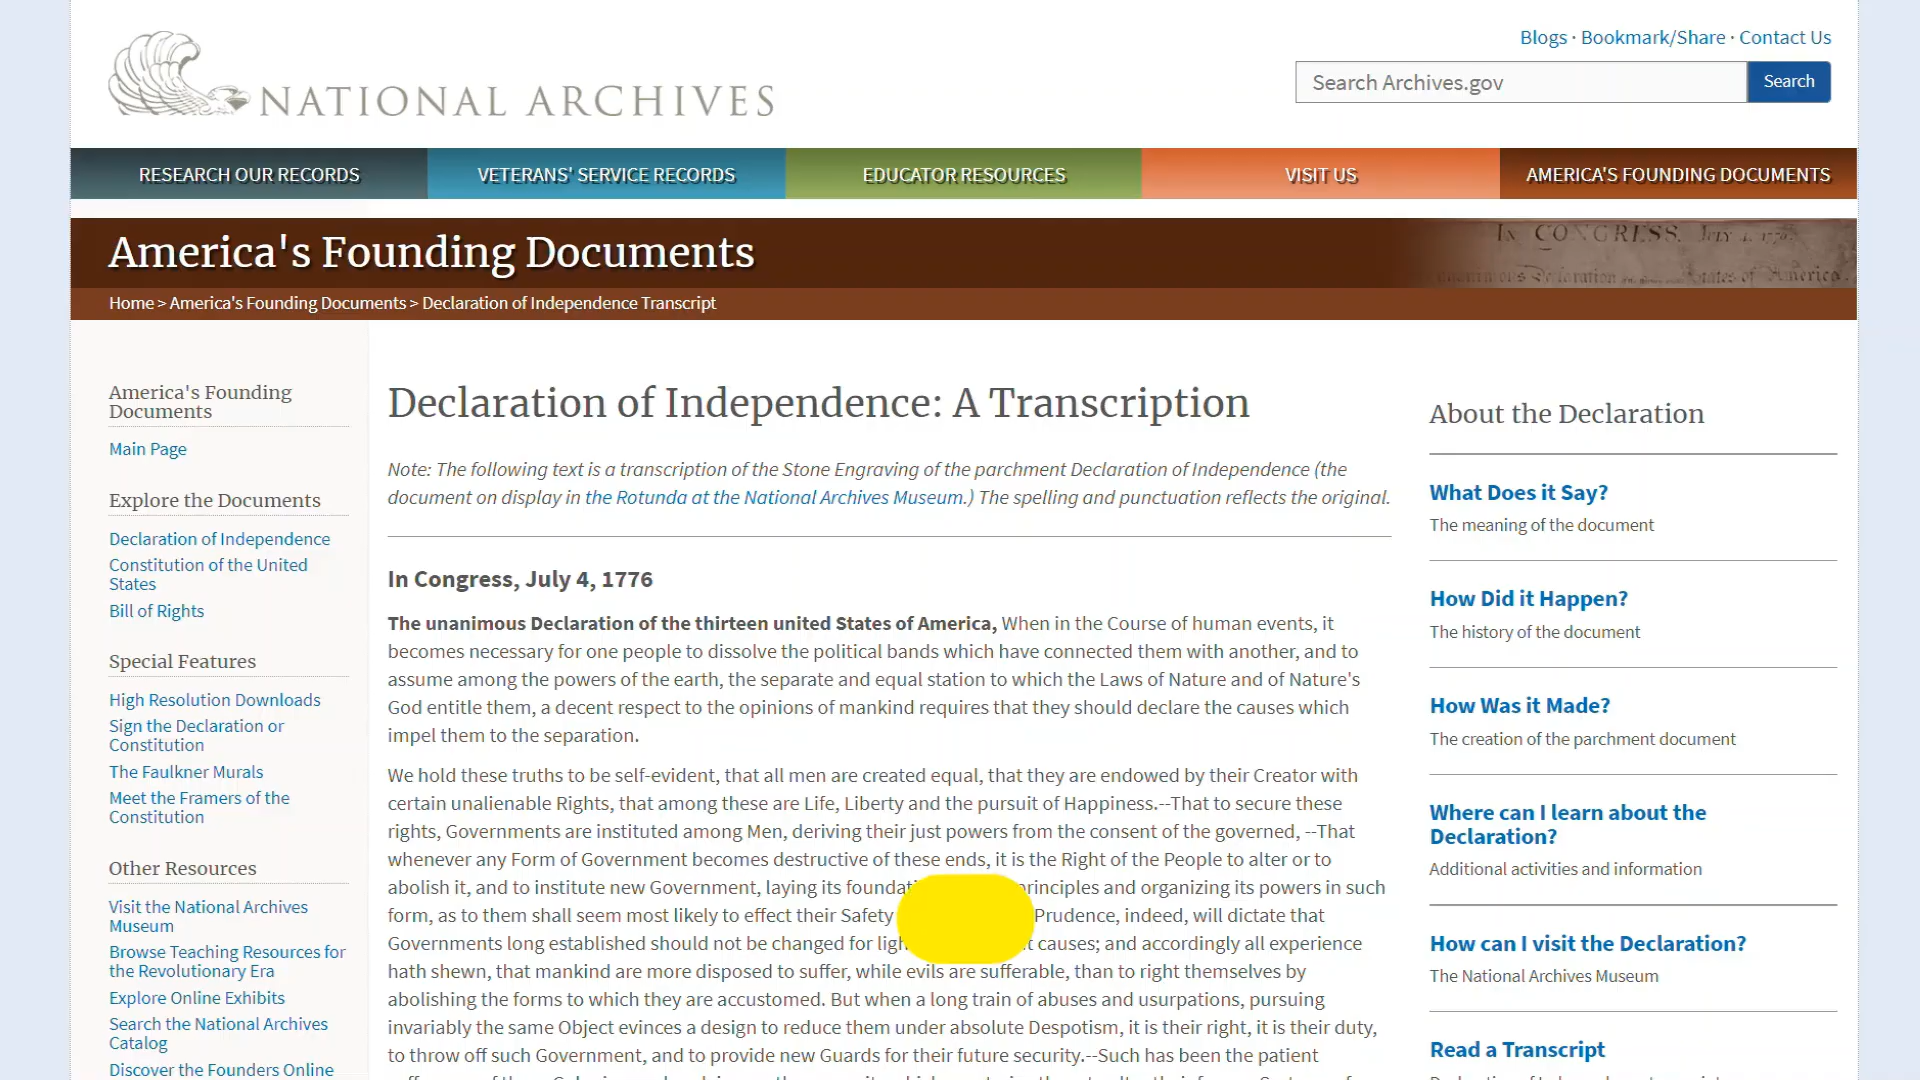 Blogs · Bookmark/Share · Contact Us
NATIONAL ARCHIVES
Search Archives.gov
Search
RESEARCH OUR RECORDS
VETERANS' SERVICE RECORDS
EDUCATOR RESOURCES
VISIT US
AMERICA'S FOUNDING DOCUMENTS
America's Founding Documents
IN CONGRESS, JULY 4, 1776.
Declaration States of America
Home > America's Founding Documents > Declaration of Independence Transcript
America's Founding
Documents
Main Page
Explore the Documents
Declaration of Independence
Constitution of the United
States
Bill of Rights
Special Features
High Resolution Downloads
Sign the Declaration or
Constitution
The Faulkner Murals
Meet the Framers of the
Constitution
Other Resources
Visit the National Archives
Museum
Browse Teaching Resources for
the Revolutionary Era
Explore Online Exhibits
Search the National Archives
Catalog
Discover the Founders Online
Declaration of Independence: A Transcription
Note: The following text is a transcription of the Stone Engraving of the parchment Declaration of Independence (the
document on display in the Rotunda at the National Archives Museum.) The spelling and punctuation reflects the original.
In Congress, July 4, 1776
The unanimous Declaration of the thirteen united States of America, When in the Course of human events, it
becomes necessary for one people to dissolve the political bands which have connected them with another, and to
assume among the powers of the earth, the separate and equal station to which the Laws of Nature and of Nature's
God entitle them, a decent respect to the opinions of mankind requires that they should declare the causes which
impel them to the separation.
We hold these truths to be self-evident, that all men are created equal, that they are endowed by their Creator with
certain unalienable Rights, that among these are Life, Liberty and the pursuit of Happiness.--That to secure these
rights, Governments are instituted among Men, deriving their just powers from the consent of the governed, --That
whenever any Form of Government becomes destructive of these ends, it is the Right of the People to alter or to
abolish it, and to institute new Government, laying its principles and organizing its powers in such
form, as to them shall seem most likely to effect their Safety Prudence, indeed, will dictate that
Governments long established should not be changed for causes; and accordingly all experience
hath shewn, that mankind are more disposed to suffer, while evils are sufferable, than to right themselves by
abolishing the forms to which they are accustomed. But when a long train of abuses and usurpations, pursuing
invariably the same Object evinces a design to reduce them under absolute Despotism, it is their right, it is their duty,
to throw off such Government, and to provide new Guards for their future security.--Such has been the patient
About the Declaration
What Does it Say?
The meaning of the document
How Did it Happen?
The history of the document
How Was it Made?
The creation of the parchment document
Where can I learn about the
Declaration?
Additional activities and information
How can I visit the Declaration?
The National Archives Museum
Read a Transcript